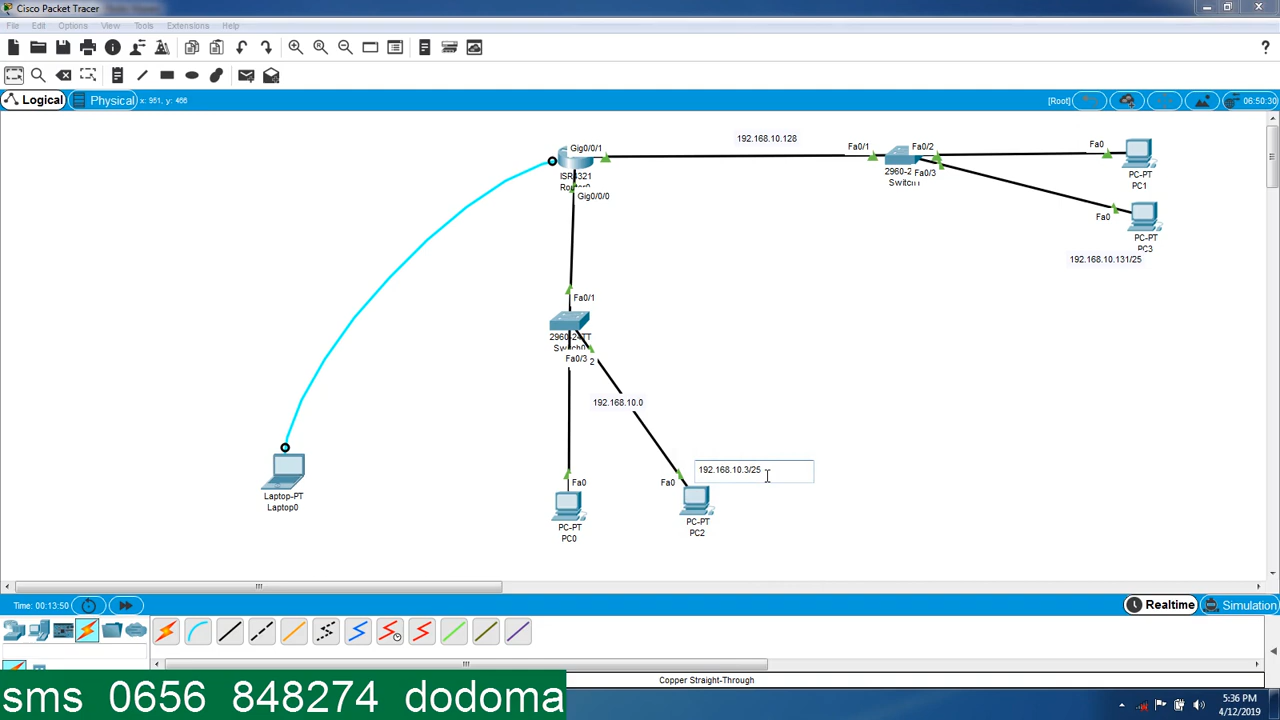 Cisco Packet Tracer
File Edit Options View Tools Extensions Help
?
Logical Physical x: 951, y: 466
[Root] 06:50:30
192.168.10.128
Gig0/0/1
Fa0/1 Fa0/2
Fa0
Fa0/3
PC-PT
PC1
Gig0/0/0
Fa0
PC-PT
PC3
192.168.10.131/25
Fa0/1
Fa0/3
2
192.168.10.0
192.168.10.3/25
Fa0 Fa0
Laptop-PT
Laptop0
PC-PT
PC0
PC-PT
PC2
Time: 00:13:50
Realtime Simulation
Copper Straight-Through
sms 0656 848274 dodoma
5:36 PM
4/12/2019